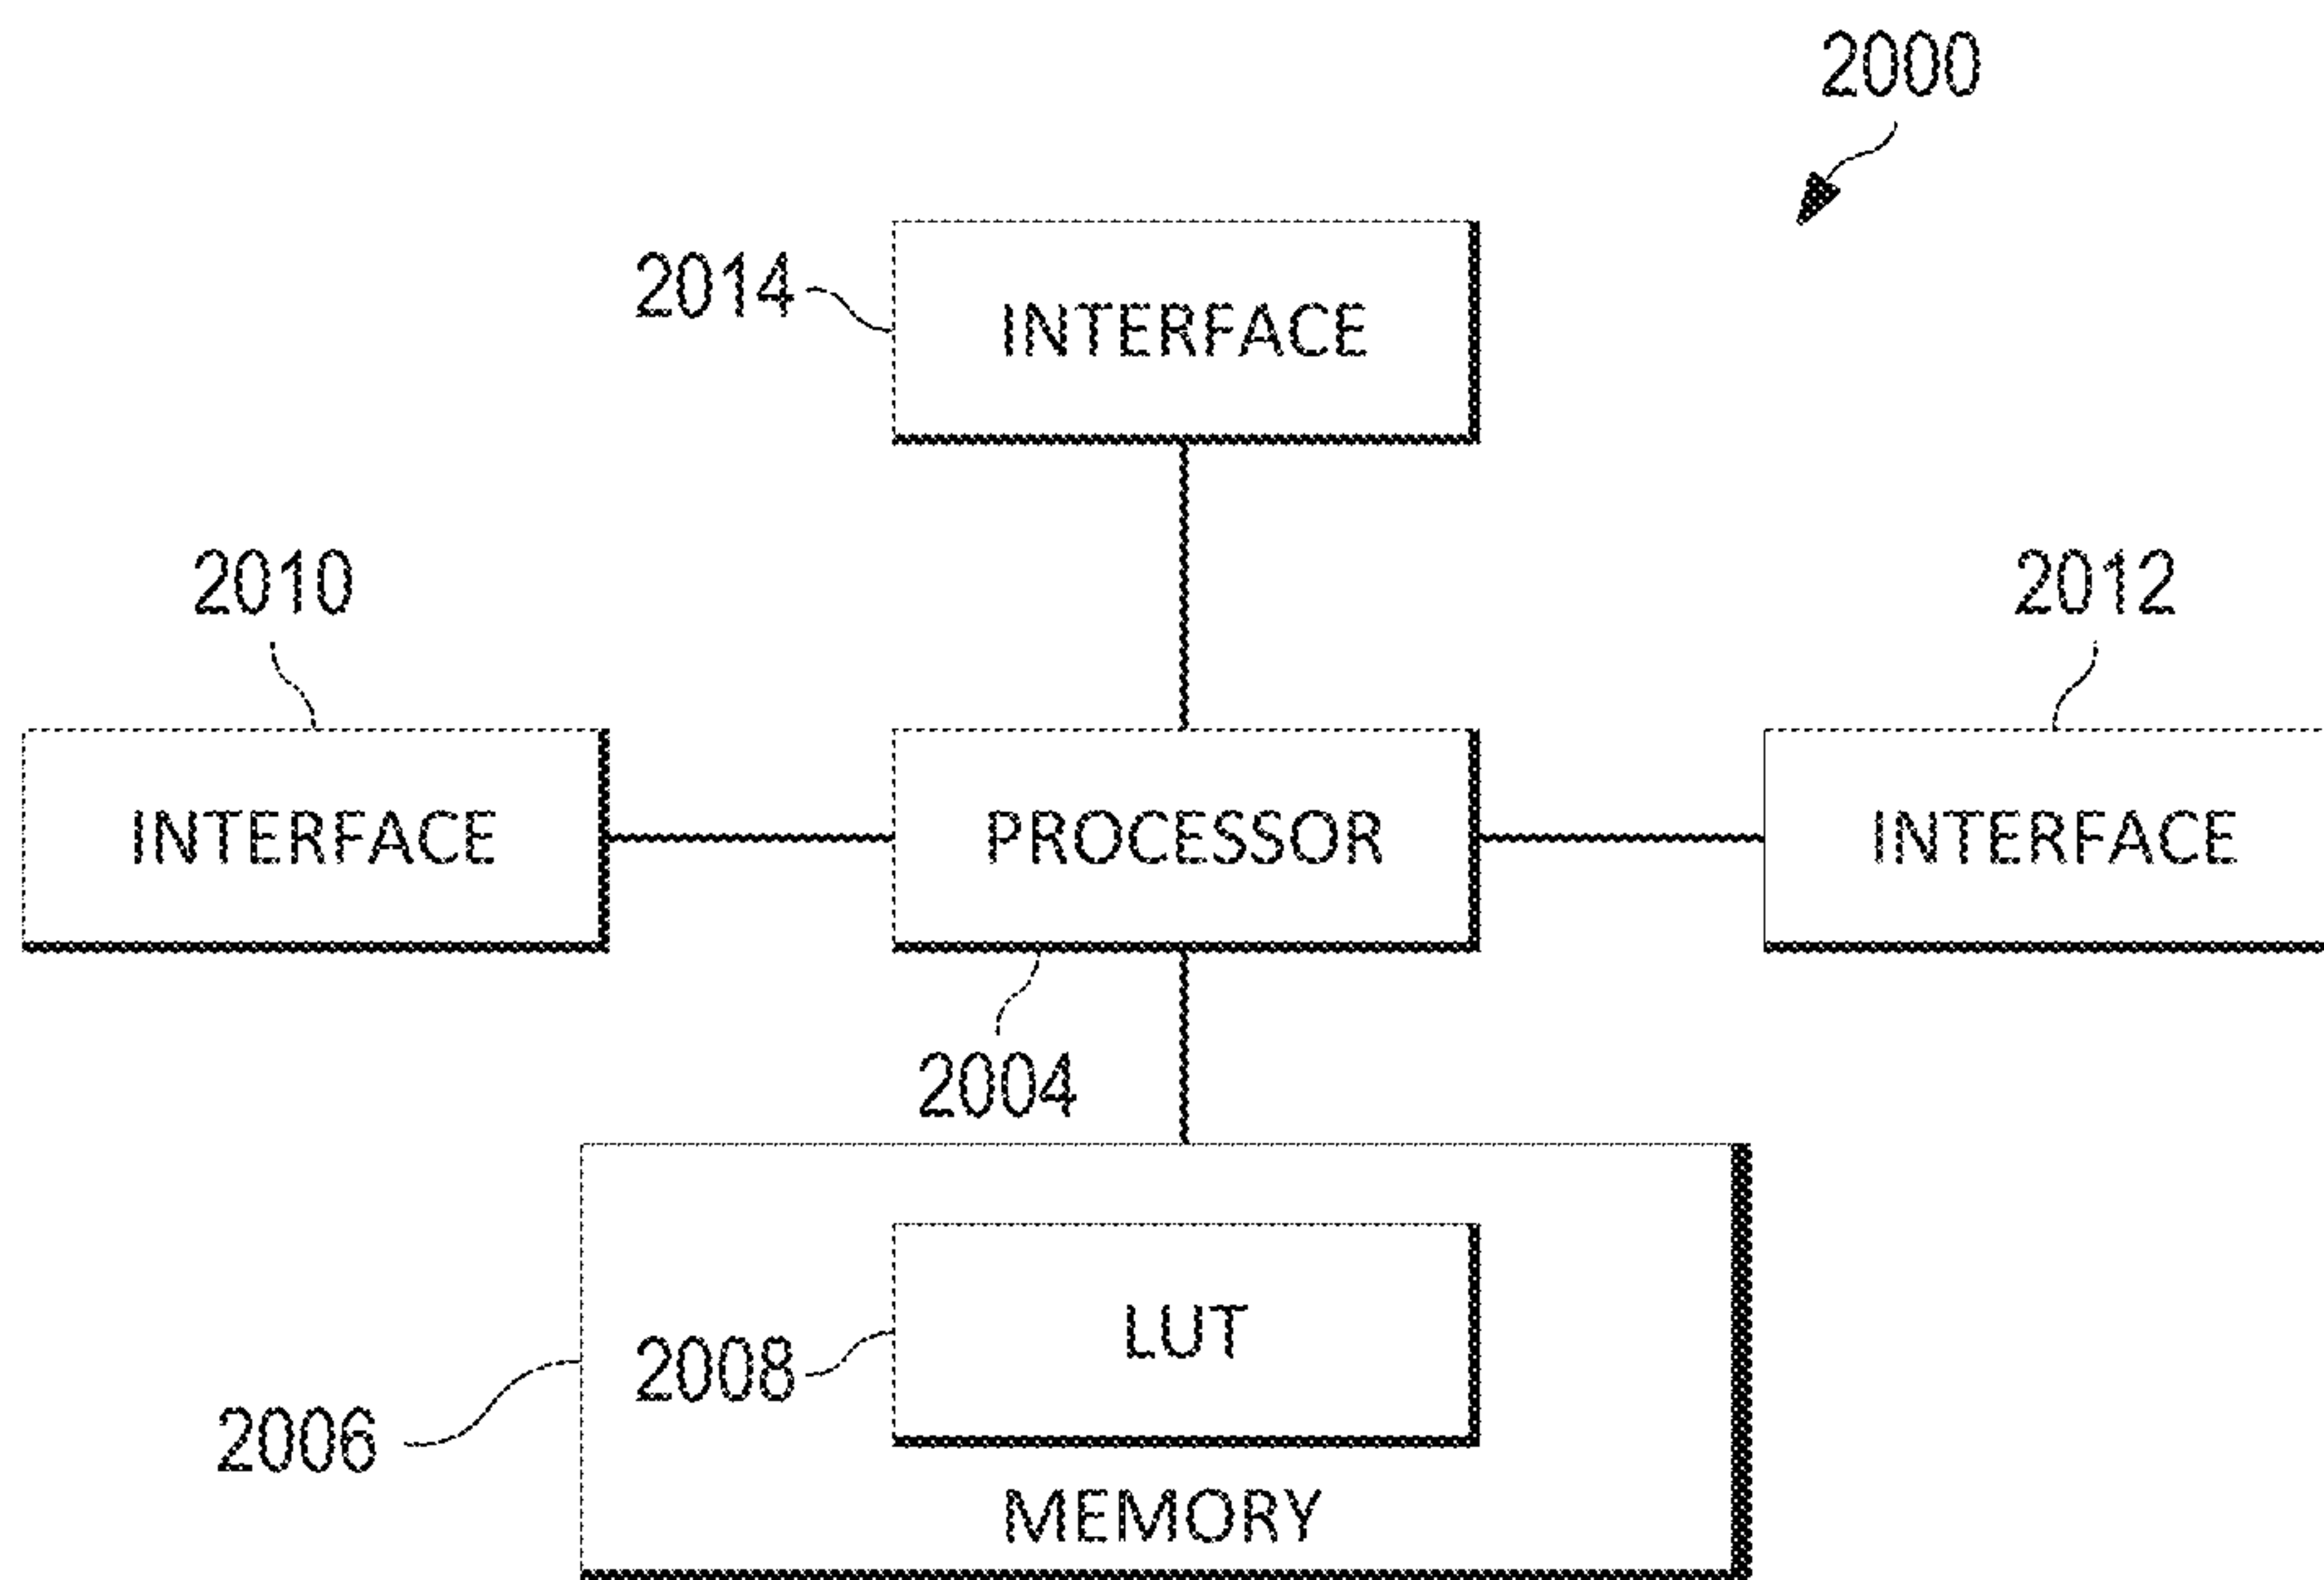 2000
2014
INTERFACE
2010
2012
INTERFACE
PROCESSOR
INTERFACE
2004
LUT
2008
2006
MEMORY